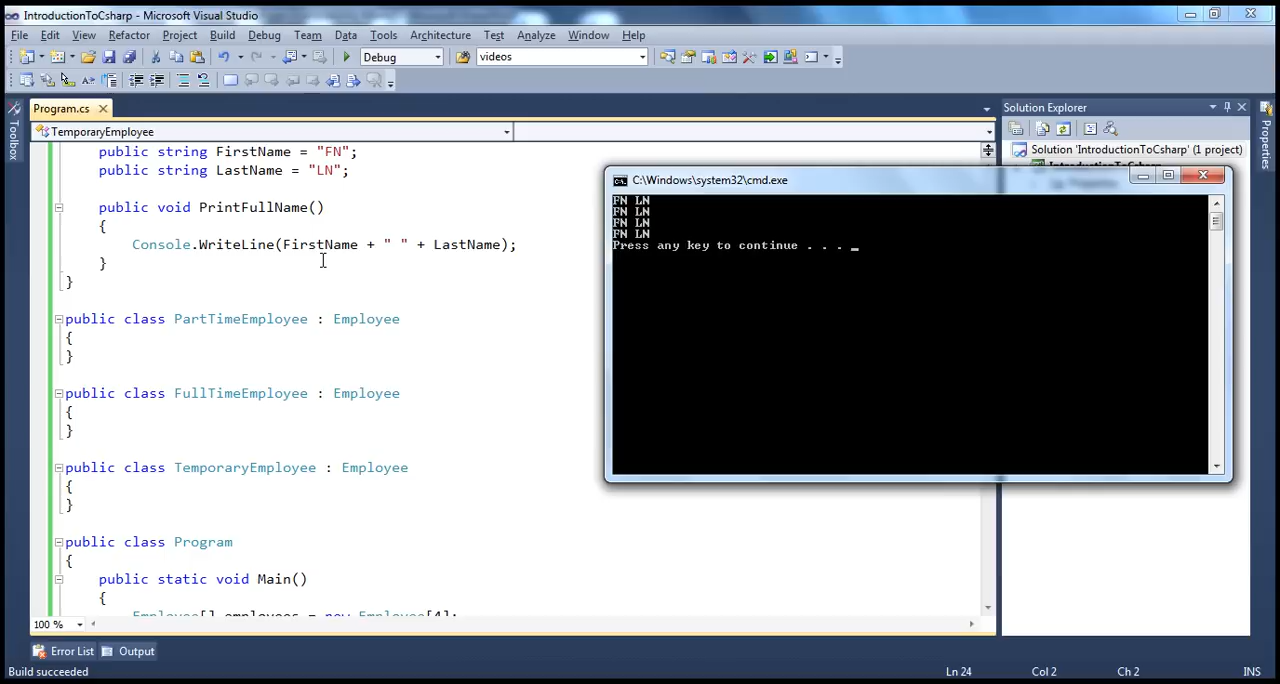 IntroductionToCsharp - Microsoft Visual Studio
File Edit View Refactor Project Build Debug Team Data Tools Architecture Test Analyze Window Help
Debug videos
Program.cs
Solution Explorer
TemporaryEmployee
Toolbox
Properties
Solution 'IntroductionToCsharp' (1 project)
public string FirstName = "FN";
public string LastName = "LN";
public void PrintFullName()
{
Console.WriteLine(FirstName + " " + LastName);
}
}
public class PartTimeEmployee : Employee
{
}
public class FullTimeEmployee : Employee
{
}
public class TemporaryEmployee : Employee
{
}
public class Program
{
public static void Main()
{
Employee[] employees = new Employee[4];
C:\Windows\system32\cmd.exe
FN LN
FN LN
FN LN
FN LN
Press any key to continue . . . _
100 %
Error List Output
Build succeeded Ln 24 Col 2 Ch 2 INS